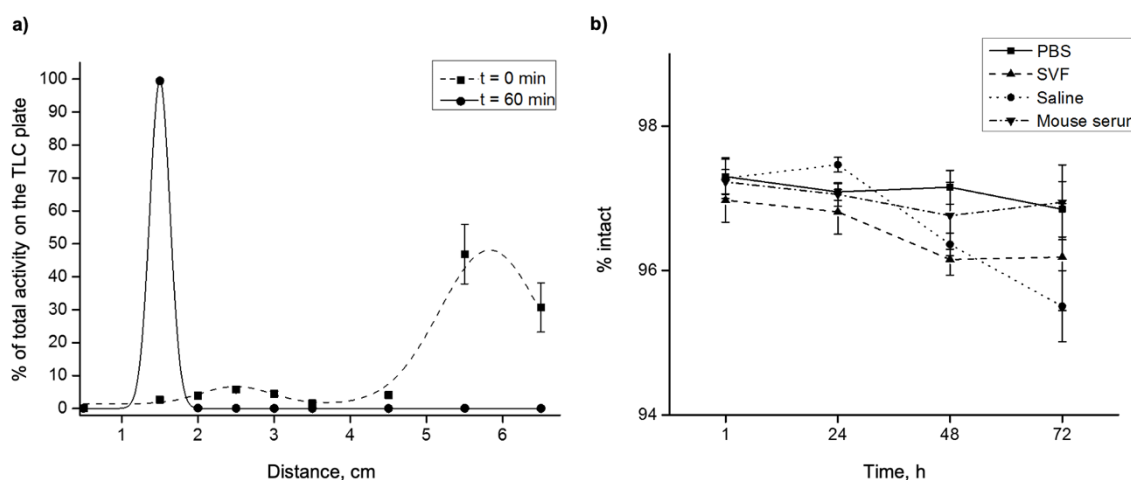 a)
% of total activity on the TLC plate
100
90
80
70
60
50
40
30
20
10
0
t = 0 min
t = 60 min
1 2 3 4 5 6
Distance, cm
b)
% intact
98
96
94
PBS
SVF
Saline
Mouse serum
1 24 48 72
Time, h